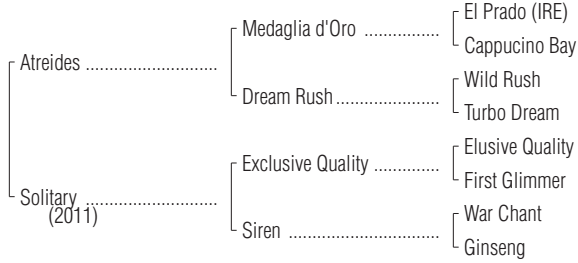 El Prado (IRE)
Medaglia d'Oro ................
Cappucino Bay
Atreides ............................
Wild Rush
Dream Rush......................
Turbo Dream
Elusive Quality
Exclusive Quality ..............
First Glimmer
Solitary ............................
(2011)
War Chant
Siren ................................
Ginseng